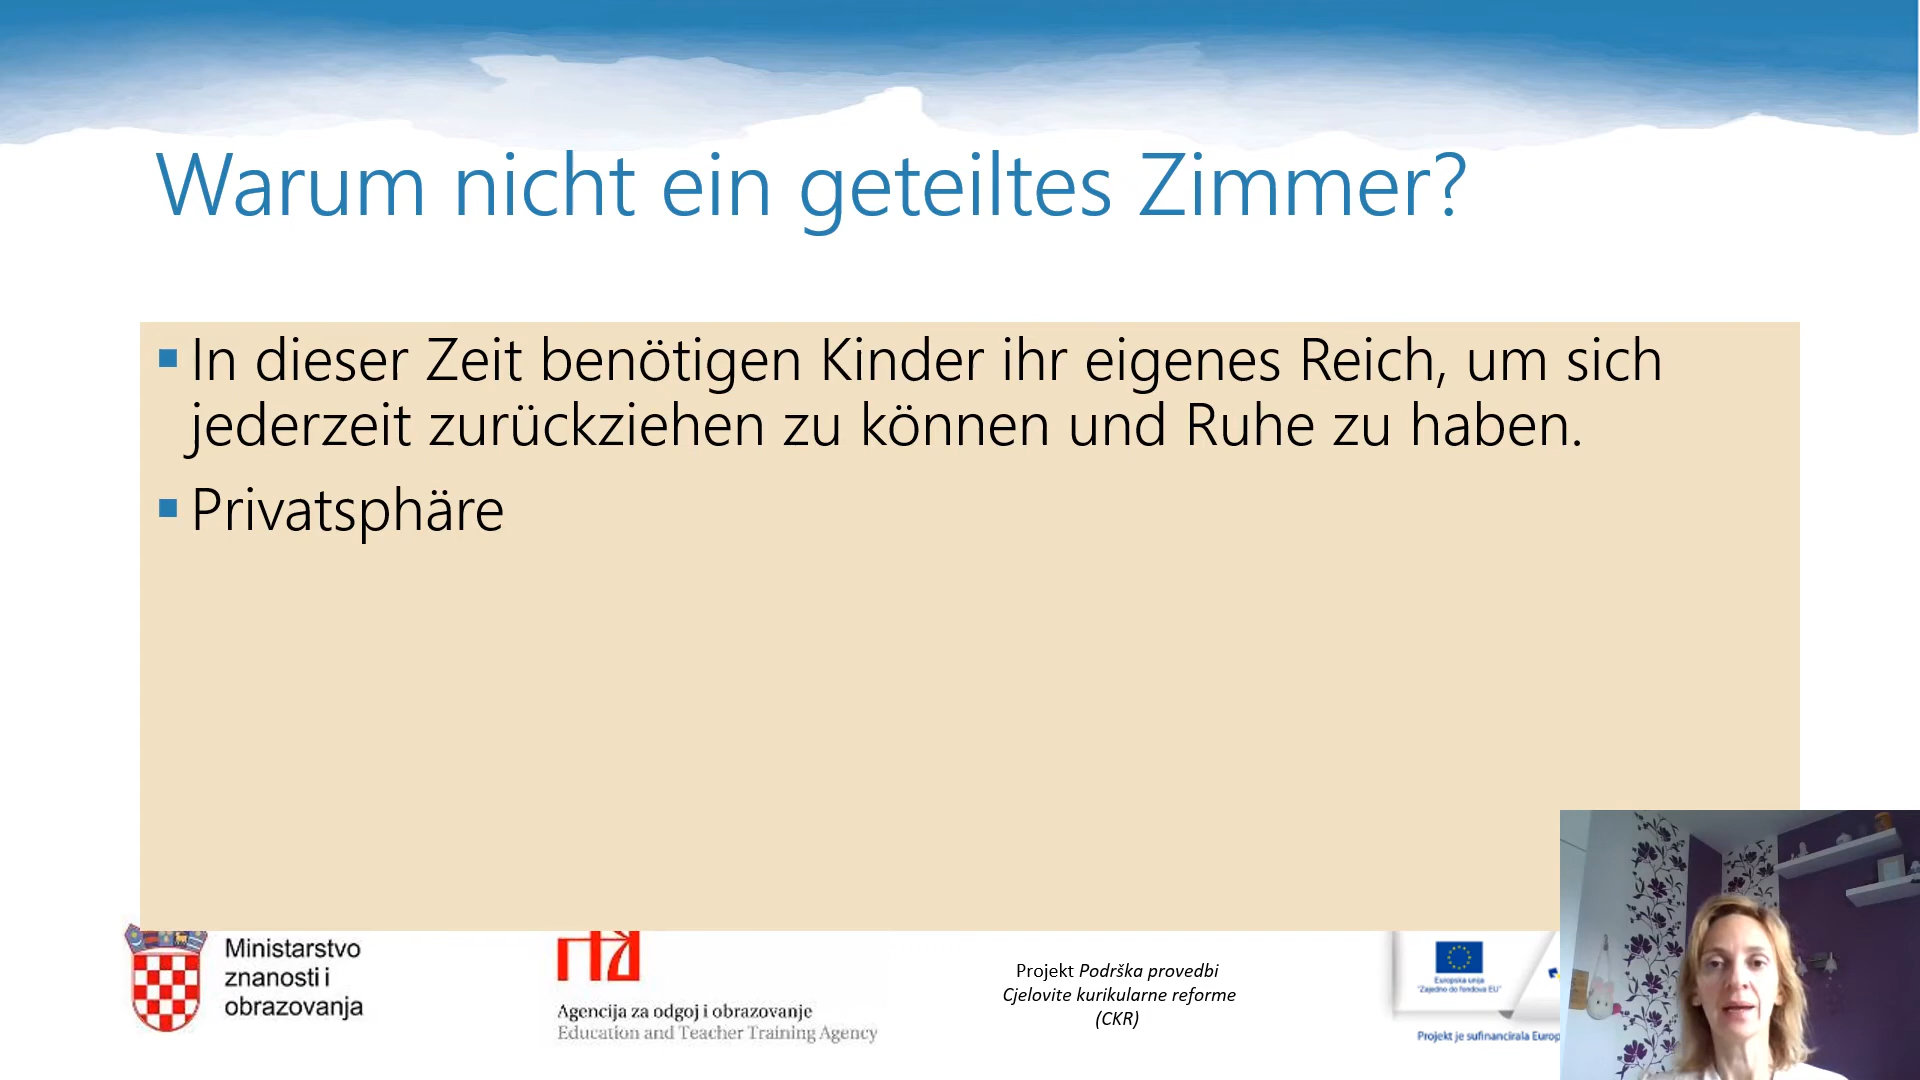 Warum nicht ein geteiltes Zimmer?
In dieser Zeit benötigen Kinder ihr eigenes Reich, um sich
jederzeit zurückziehen zu können und Ruhe zu haben.
Privatsphäre
Ministarstvo
znanosti i
obrazovanja
Agencija za odgoj i obrazovanje
Education and Teacher Training Agency
Projekt Podrška provedbi
Cjelovite kurikularne reforme
(CKR)
Europska unija
"Zajedno do fondova EU"
Projekt je sufinancirala Europ